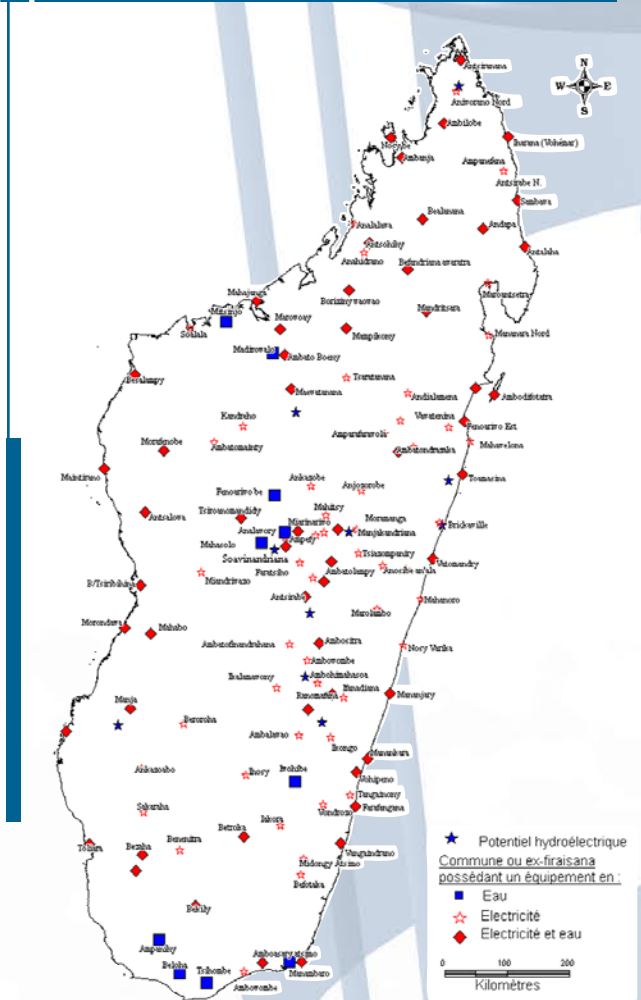 N
W E
S
Antsiranana
Anivorano Nord
Ambilobe
Iharana (Vohémar)
Nosy be
Ambanja
Ampanefena
Antsirabe N.
Sambava
Bealanana
Andapa
Analalava
Antsohihy
Anahidrano
Antalaha
Befandriana avaratra
Maroantsetra
Mahajanga
Boriziny vaovao
Mandritsara
Mitsinjo
Marovoay
Mampikony
Mananara Nord
Soalala
Madirovalo
Ambato Boeny
Besalampy
Tsaratanana
Maevatanana
Andilamena
Ambodifotatra
Kandreho
Vavatenina
Fenoarivo Est
Amparafaravola
Morafenobe
Ambatomainty
Ambatondrazaka
Mahavelona
Maintirano
Ankazobe
Anjozorobe
Toamasina
Fenoarivo be
Antsalova
Tsiroanomandidy
Mahitsy
Miarinarivo
Moramanga
Brickaville
Analavory
Manjakandriana
Mahasolo
Ampefy
Soavinandriana
Tsiazompaniry
Vatomandry
Faratsiho
Ambatolampy
Anosibe an'ala
Miandrivazo
B/Tsiribihina
Antsirabe
Mahanoro
Marolambo
Morondava
Mahabo
Ambatofinandrahana
Ambositra
Nosy Varika
Ambovombe
Ikalamavony
Ambohimahasoa
Ifanadiana
Ranomafana
Mananjary
Manja
Beroroha
Ambalavao
Ikongo
Manankara
Ankazoabo
Ihosy
Ivohibe
Vohipeno
Tangainony
Sakaraha
Vondrozo
Farafangana
Iakora
Betroka
Toliara
Benenitra
Bezaha
Vangaindrano
Midongy Atsimo
Befotaka
Bekily
Ampanihy
Beloha
Tsihombe
Amboasary atsimo
Manambaro
Ambovombe
Potentiel hydroélectrique
Commune ou ex-firaisana
possédant un équipement en :
Eau
Electricité
Electricité et eau
0 100 200
Kilomètres